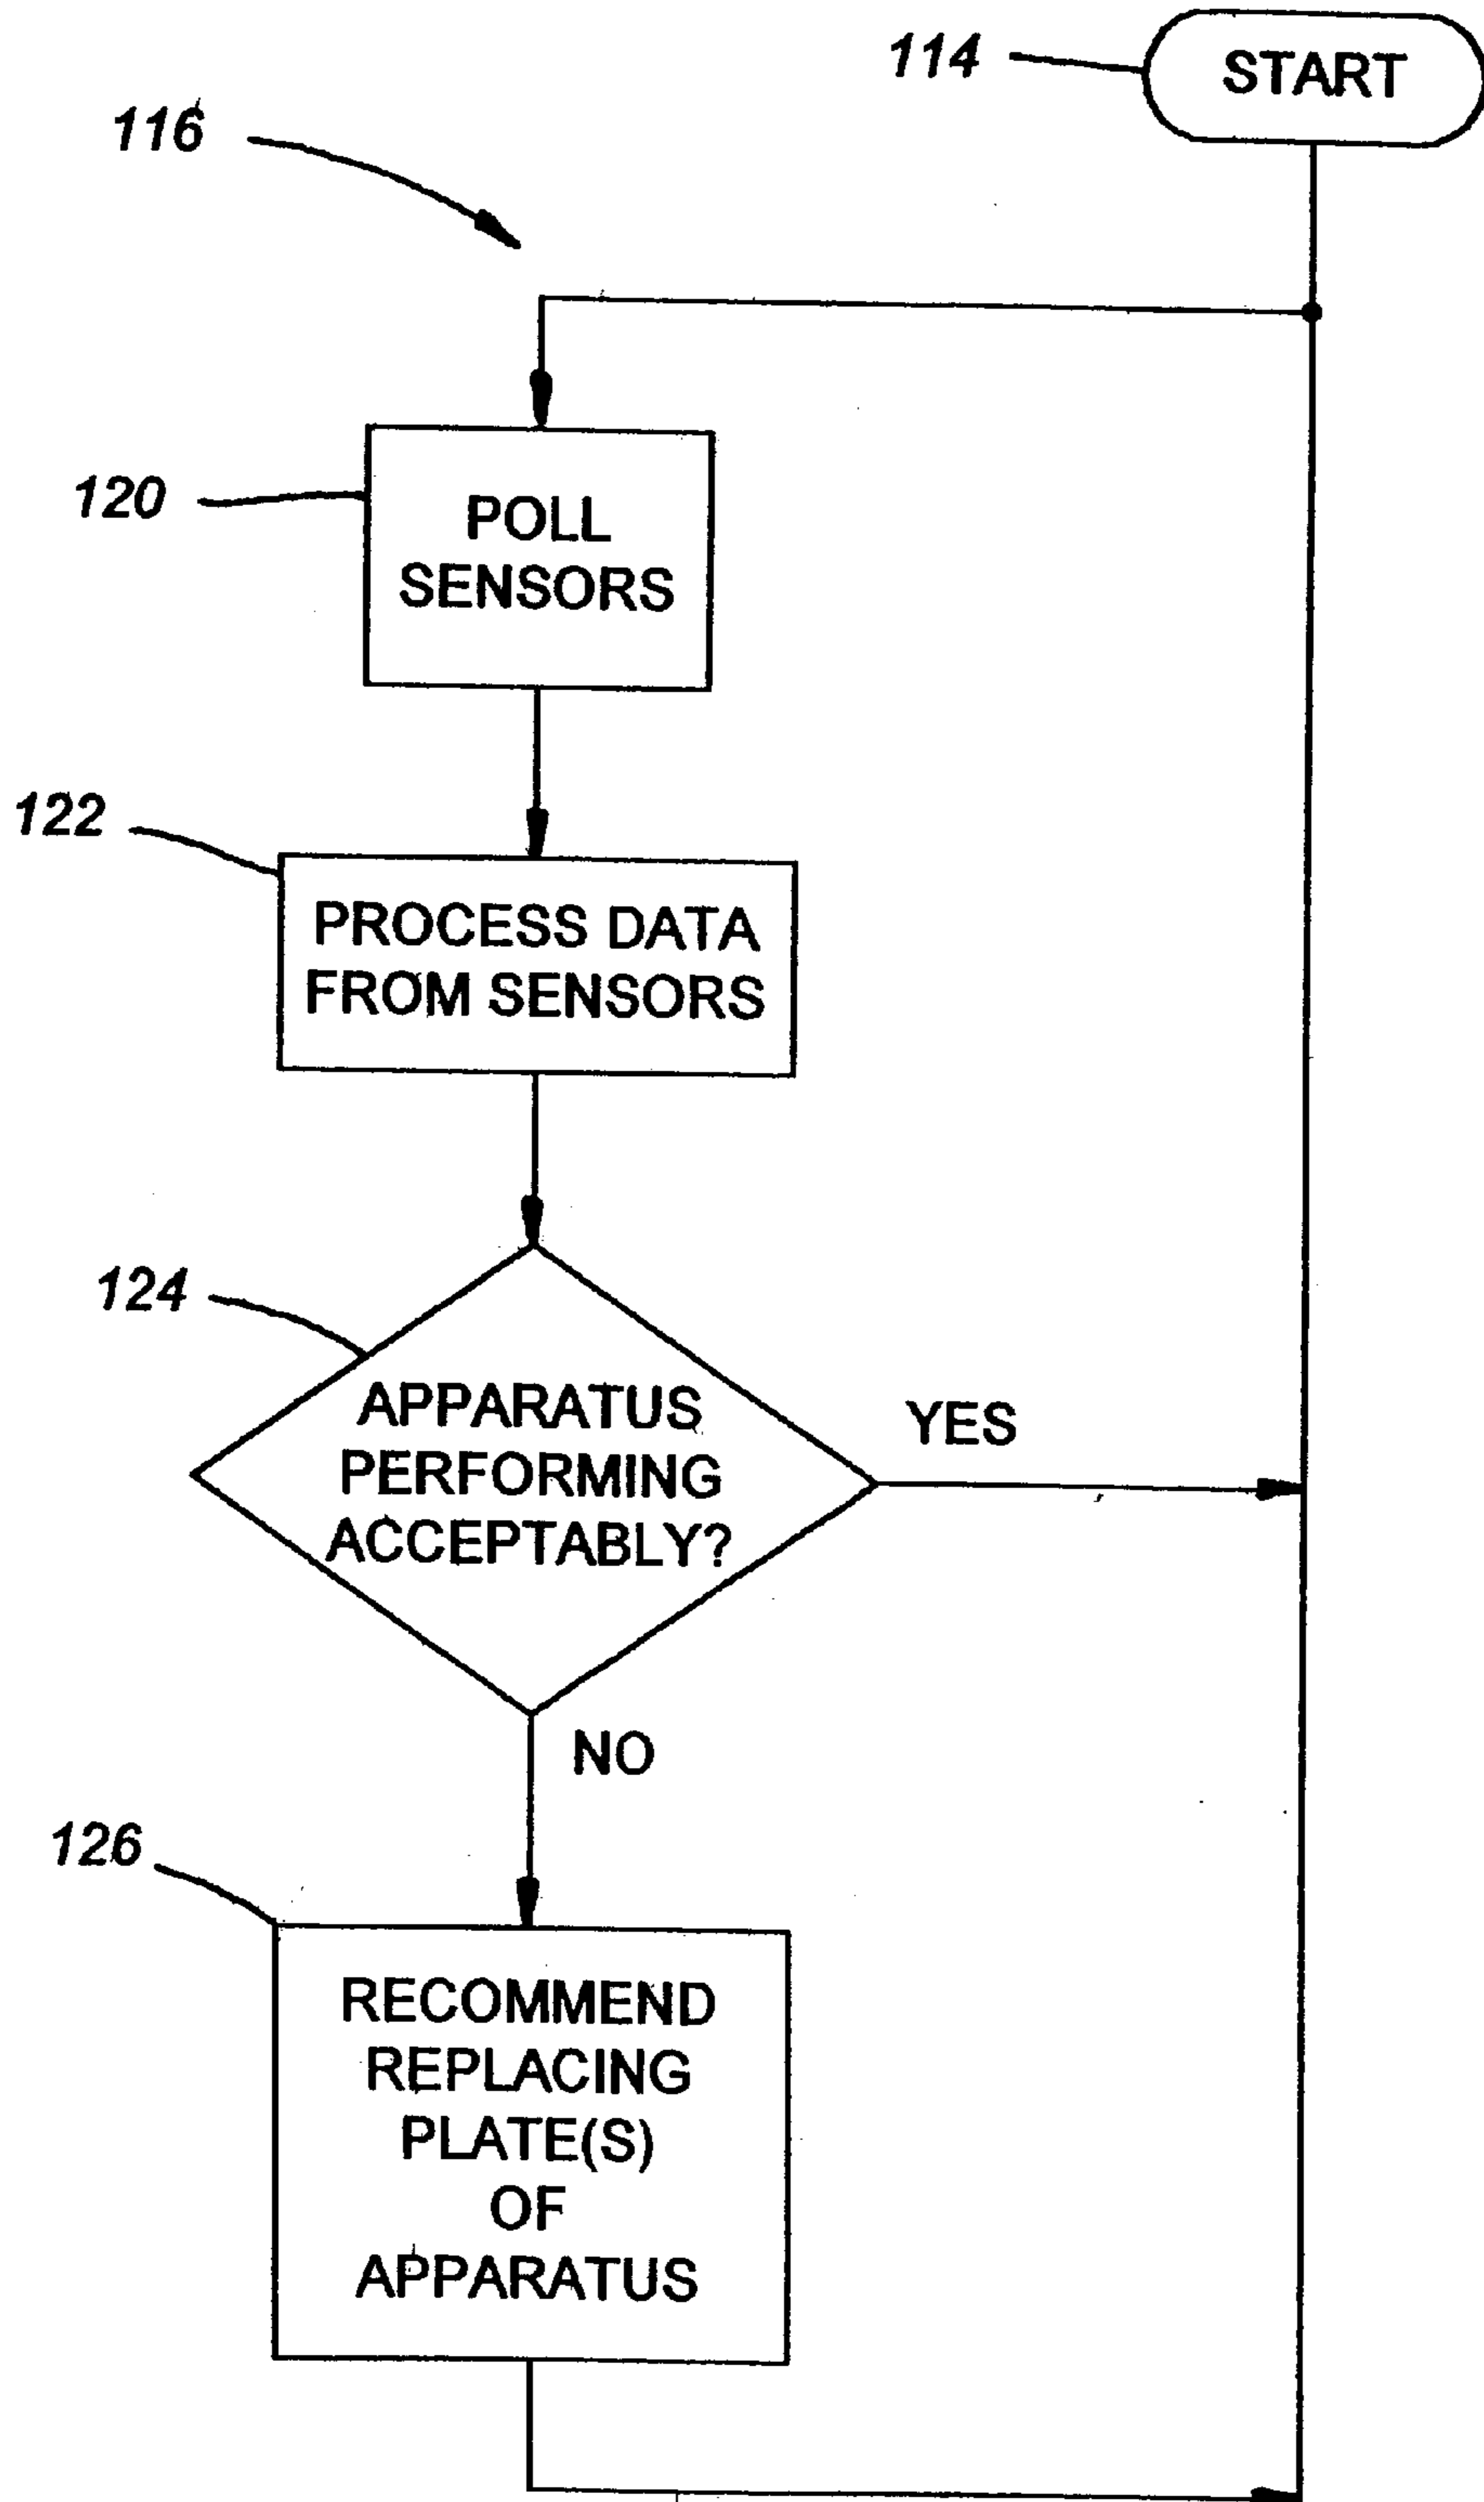 114
START
116
120
POLL
SENSORS
122
PROCESS DATA
FROM SENSORS
124
APPARATUS
PERFORMING
ACCEPTABLY?
YES
NO
126
RECOMMEND
REPLACING
PLATE(S)
OF
APPARATUS